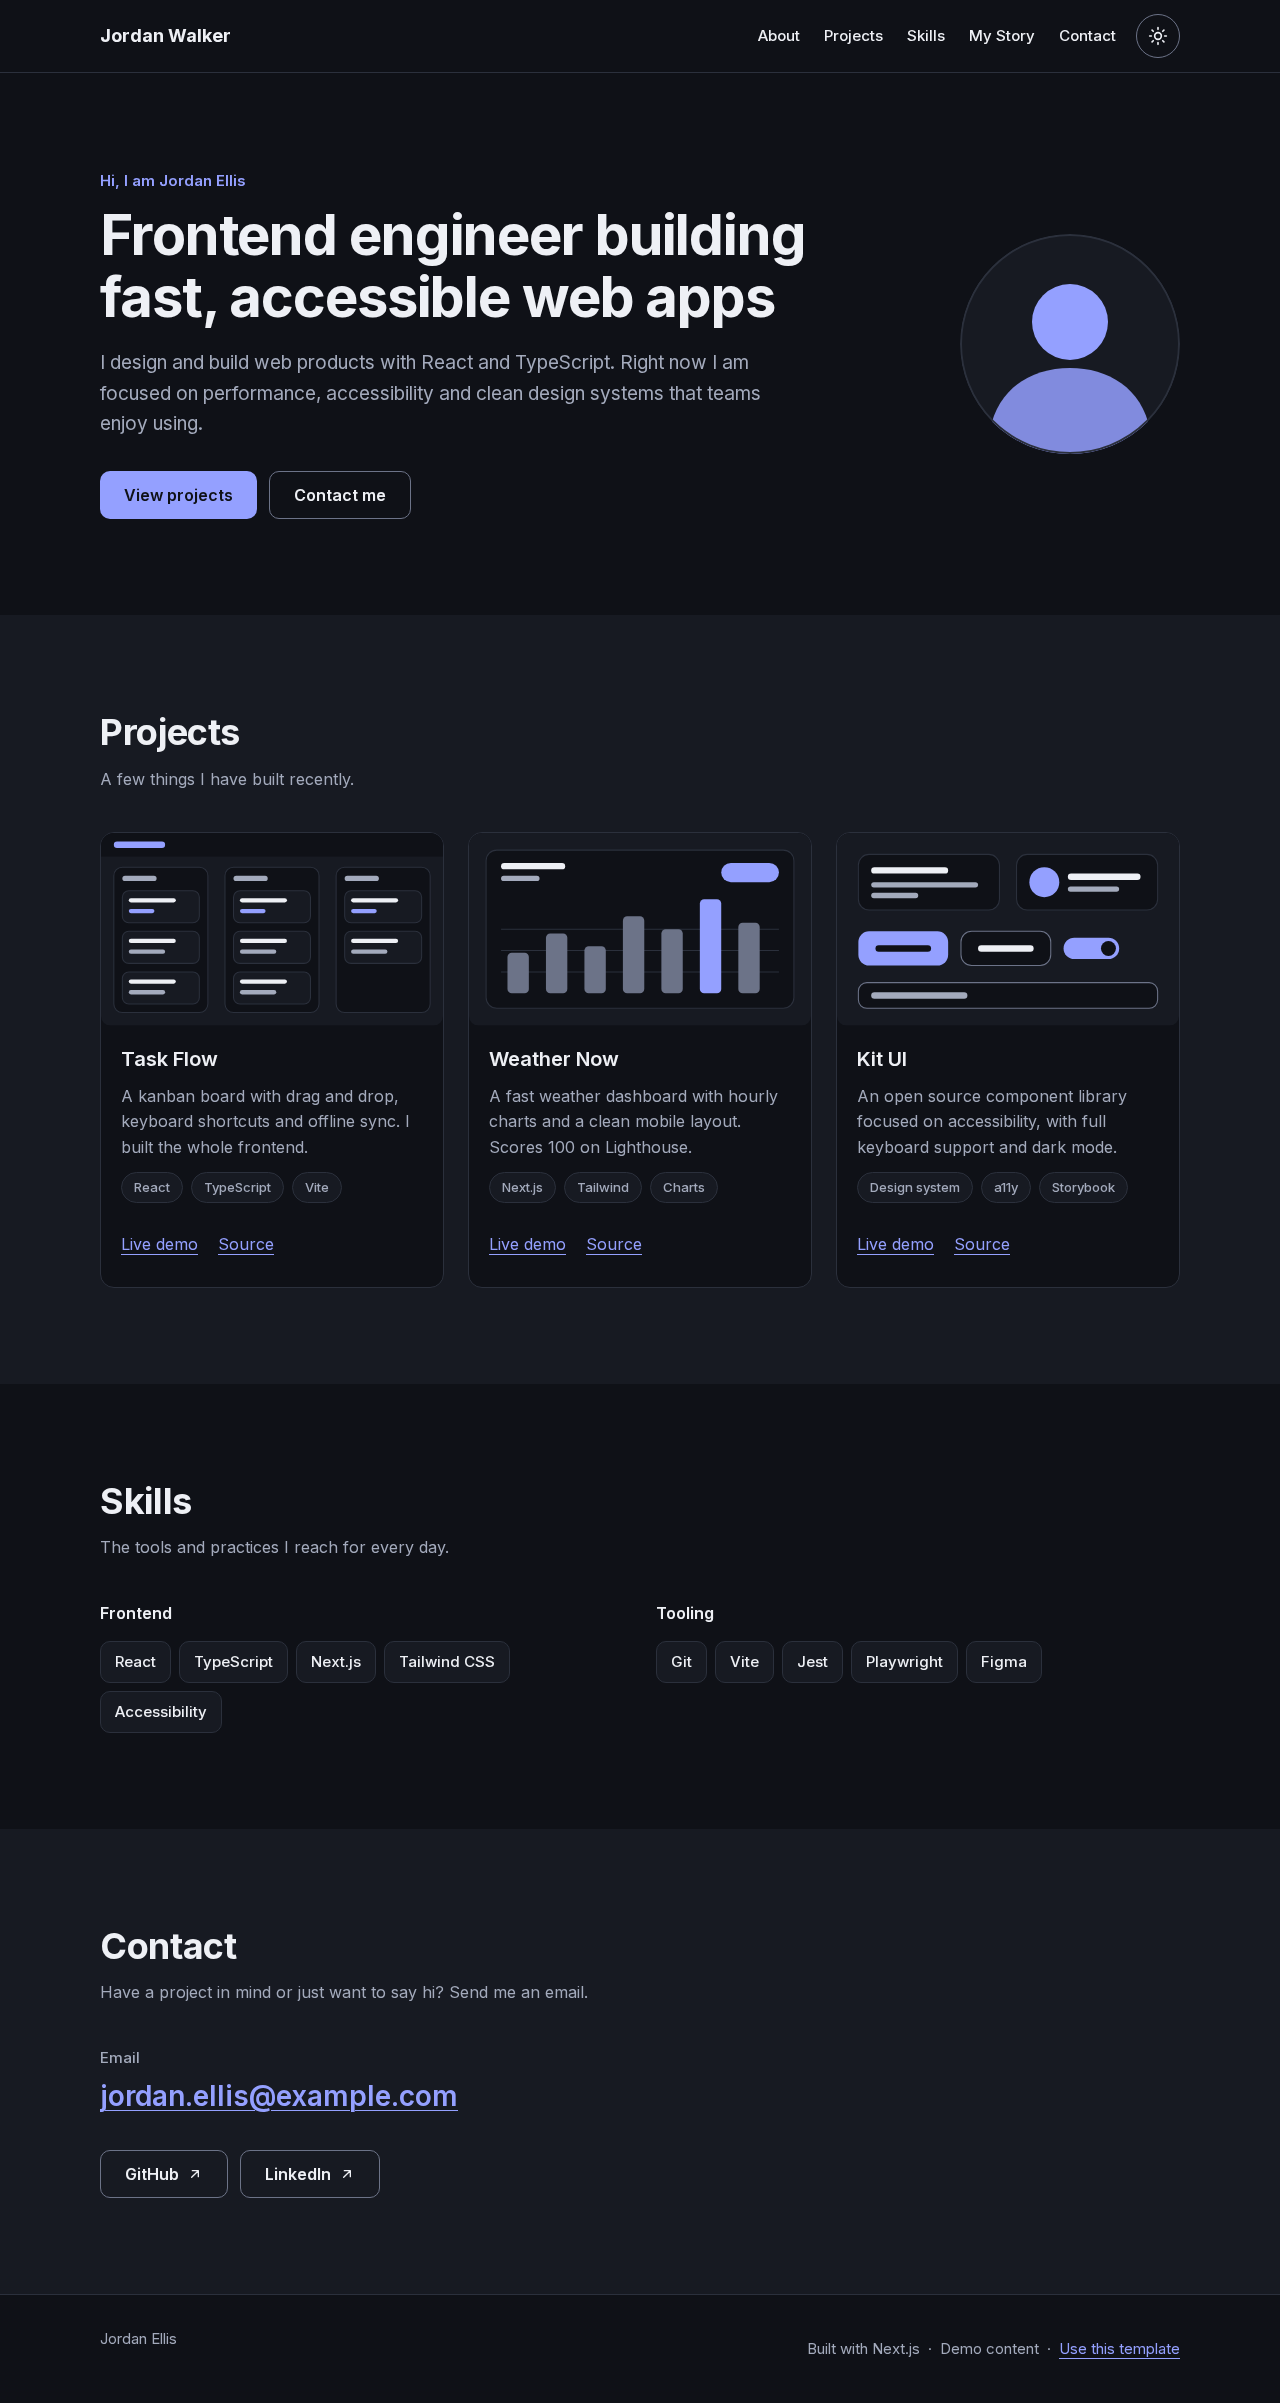 Jordan Walker
About Projects Skills My Story Contact
Hi, I am Jordan Ellis
Frontend engineer building
fast, accessible web apps
I design and build web products with React and TypeScript. Right now I am
focused on performance, accessibility and clean design systems that teams
enjoy using.
View projects Contact me
Projects
A few things I have built recently.
Task Flow
A kanban board with drag and drop,
keyboard shortcuts and offline sync. I
built the whole frontend.
React TypeScript Vite
Live demo Source
Weather Now
A fast weather dashboard with hourly
charts and a clean mobile layout.
Scores 100 on Lighthouse.
Next.js Tailwind Charts
Live demo Source
Kit UI
An open source component library
focused on accessibility, with full
keyboard support and dark mode.
Design system a11y Storybook
Live demo Source
Skills
The tools and practices I reach for every day.
Frontend
React TypeScript Next.js Tailwind CSS
Accessibility
Tooling
Git Vite Jest Playwright Figma
Contact
Have a project in mind or just want to say hi? Send me an email.
Email
jordan.ellis@example.com
GitHub ↗ LinkedIn ↗
Jordan Ellis
Built with Next.js · Demo content · Use this template